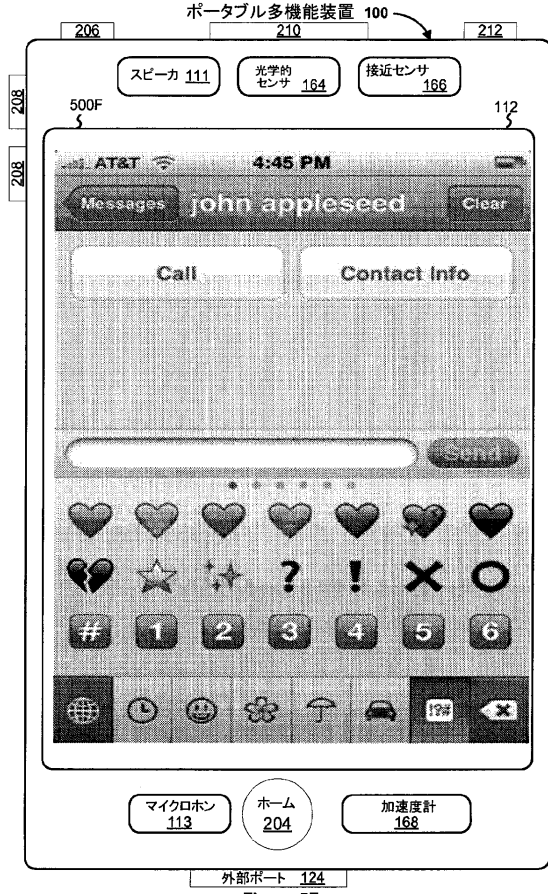 ポータブル多機能装置 100
206 210 212
スピーカ 111
光学的
センサ 164
接近センサ
166
208
500F 112
208
AT&T 4:45 PM
Messages john appleseed Clear
Call Contact Info
Send
? !
# 1 2 3 4 5 6
!?#
マイクロホン
113
ホーム
204
加速度計
168
外部ポート 124